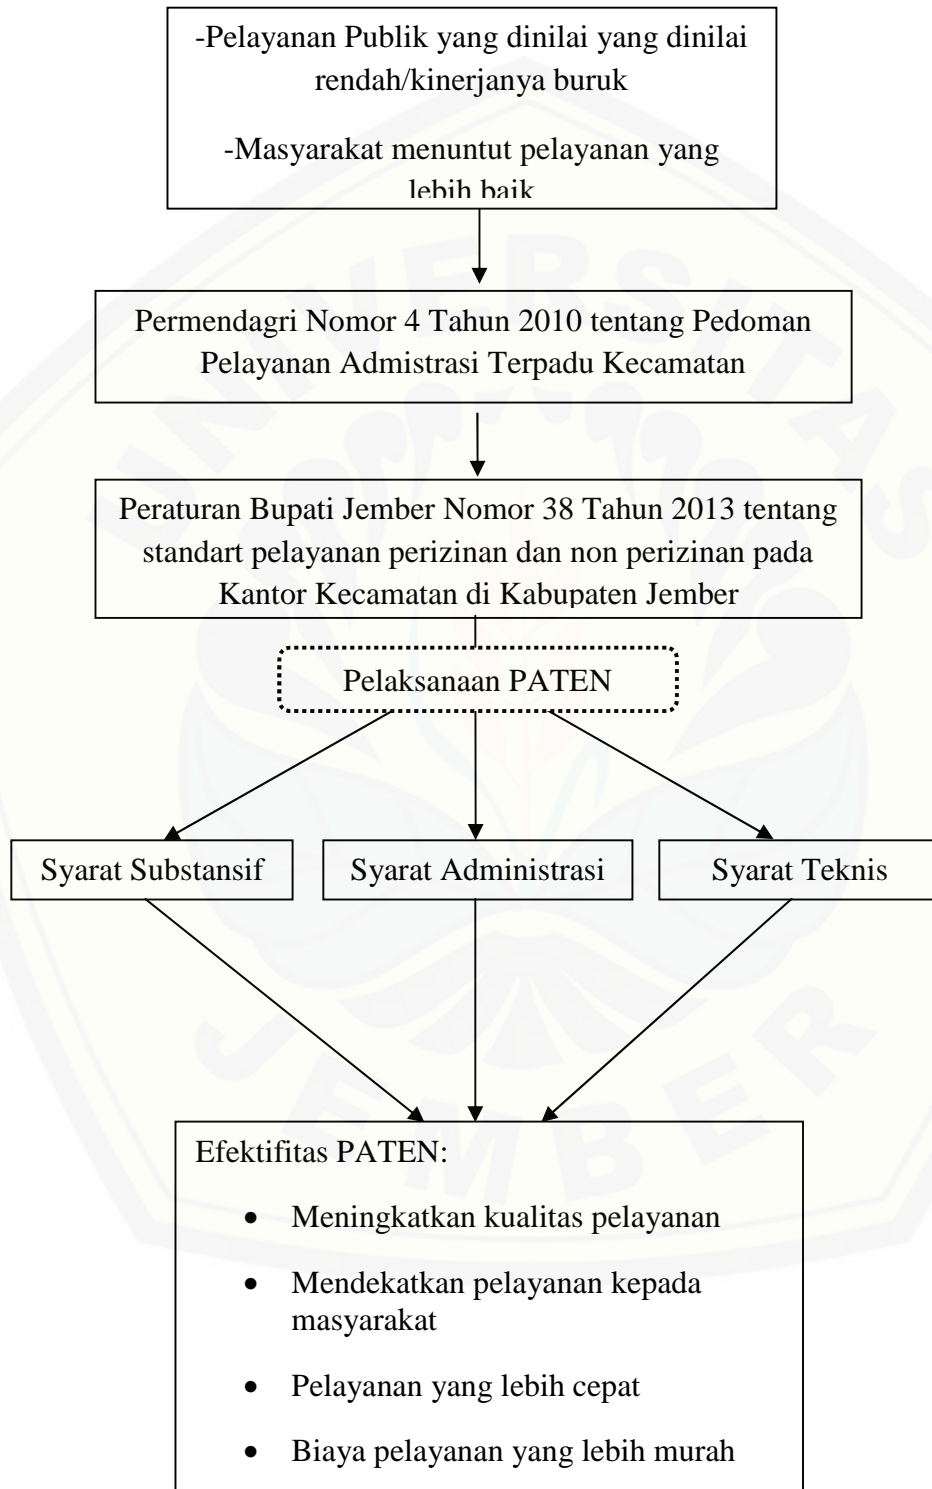 -Pelayanan Publik yang dinilai yang dinilai
rendah/kinerjanya buruk
-Masyarakat menuntut pelayanan yang
lebih baik
Permendagri Nomor 4 Tahun 2010 tentang Pedoman
Pelayanan Admistrasi Terpadu Kecamatan
Peraturan Bupati Jember Nomor 38 Tahun 2013 tentang
standart pelayanan perizinan dan non perizinan pada
Kantor Kecamatan di Kabupaten Jember
Pelaksanaan PATEN
Syarat Substansif
Syarat Administrasi
Syarat Teknis
Efektifitas PATEN:
• Meningkatkan kualitas pelayanan
• Mendekatkan pelayanan kepada
masyarakat
• Pelayanan yang lebih cepat
• Biaya pelayanan yang lebih murah
UNIVERSITAS
JEMBER